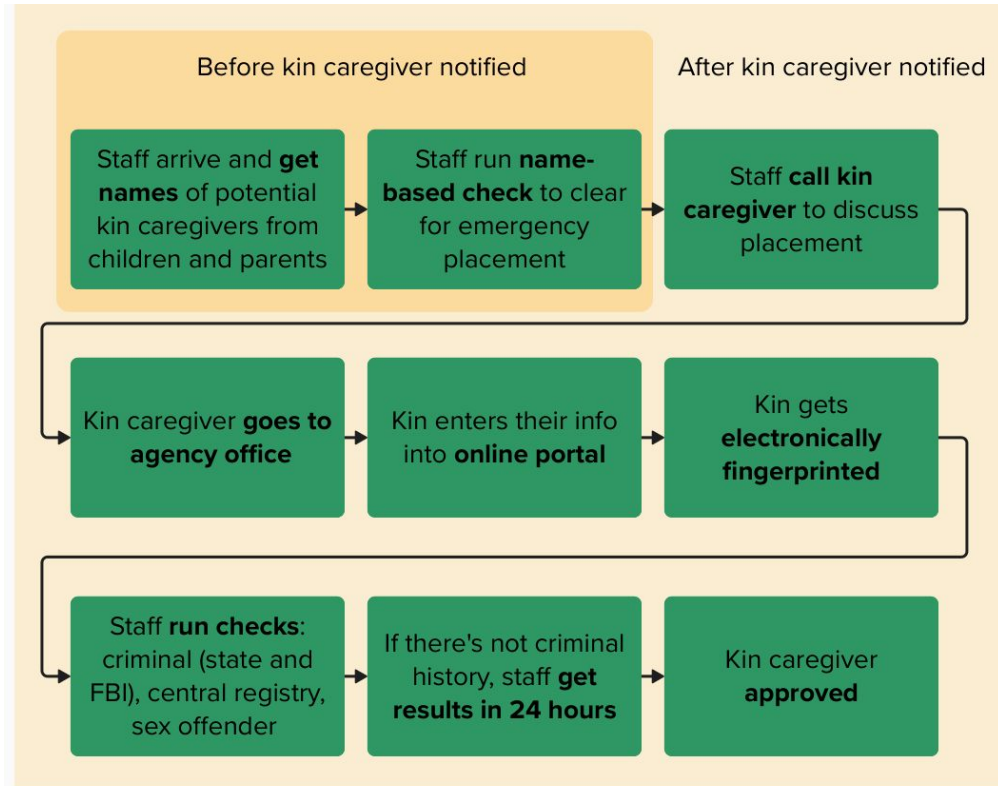 Before kin caregiver notified
After kin caregiver notified
Staff arrive and get
names of potential
kin caregivers from
children and parents
Staff run name-
based check to clear
for emergency
placement
Staff call kin
caregiver to discuss
placement
Kin caregiver goes to
agency office
Kin enters their info
into online portal
Kin gets
electronically
fingerprinted
Staff run checks:
criminal (state and
FBI), central registry,
sex offender
If there's not criminal
history, staff get
results in 24 hours
Kin caregiver
approved